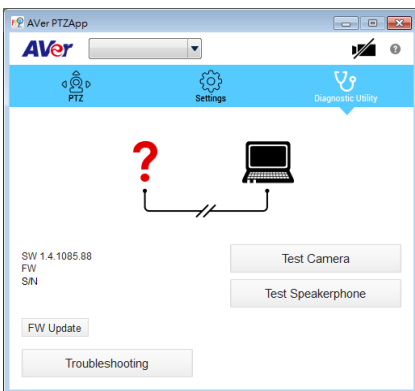 AVer PTZApp
AVer
?
PTZ
Settings
Diagnostic Utility
?
SW 1.4.1085.88
FW
S/N
Test Camera
Test Speakerphone
FW Update
Troubleshooting